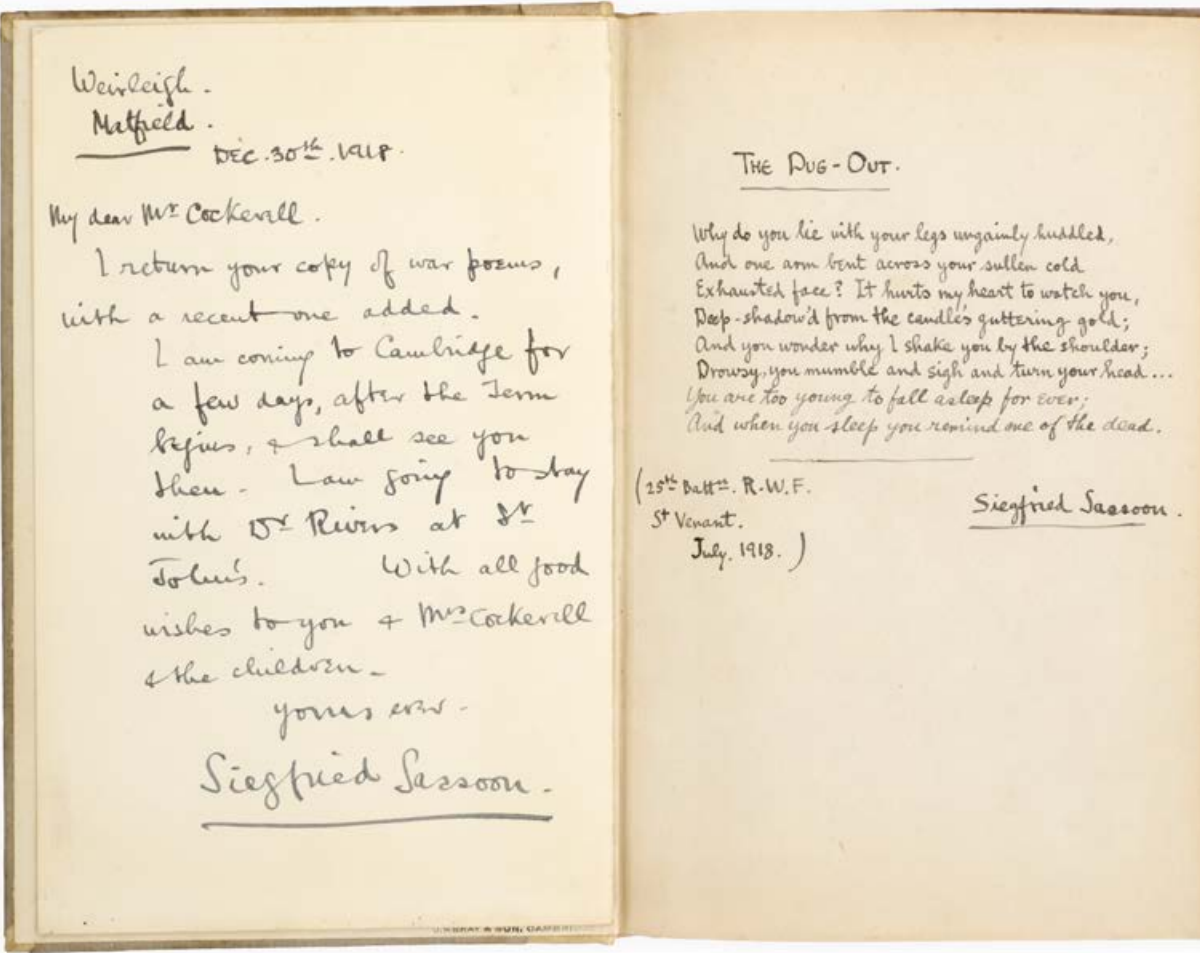 Weirleigh.
Matfield.
DEC. 30th. 1918.
My dear Mr Cockerell.
I return your copy of war poems,
with a recent one added.
I am coming to Cambridge for
a few days, after the Term
begins, & shall see you
then. I am going to stay
with Dr Rivers at St
John's. With all good
wishes to you & Mrs Cockerell
& the children_
yours ever.
Siegfried Sassoon.
THE DUG-OUT.
Why do you lie with your legs ungainly huddled,
And one arm bent across your sullen cold
Exhausted face? It hurts my heart to watch you,
Deep-shadow'd from the candle's guttering gold;
And you wonder why I shake you by the shoulder;
Drowsy, you mumble and sigh and turn your head...
You are too young to fall asleep for ever;
And when you sleep you remind me of the dead.
(25th Battn. R.W.F.
St Venant.
July. 1918.)
Siegfried Sassoon.